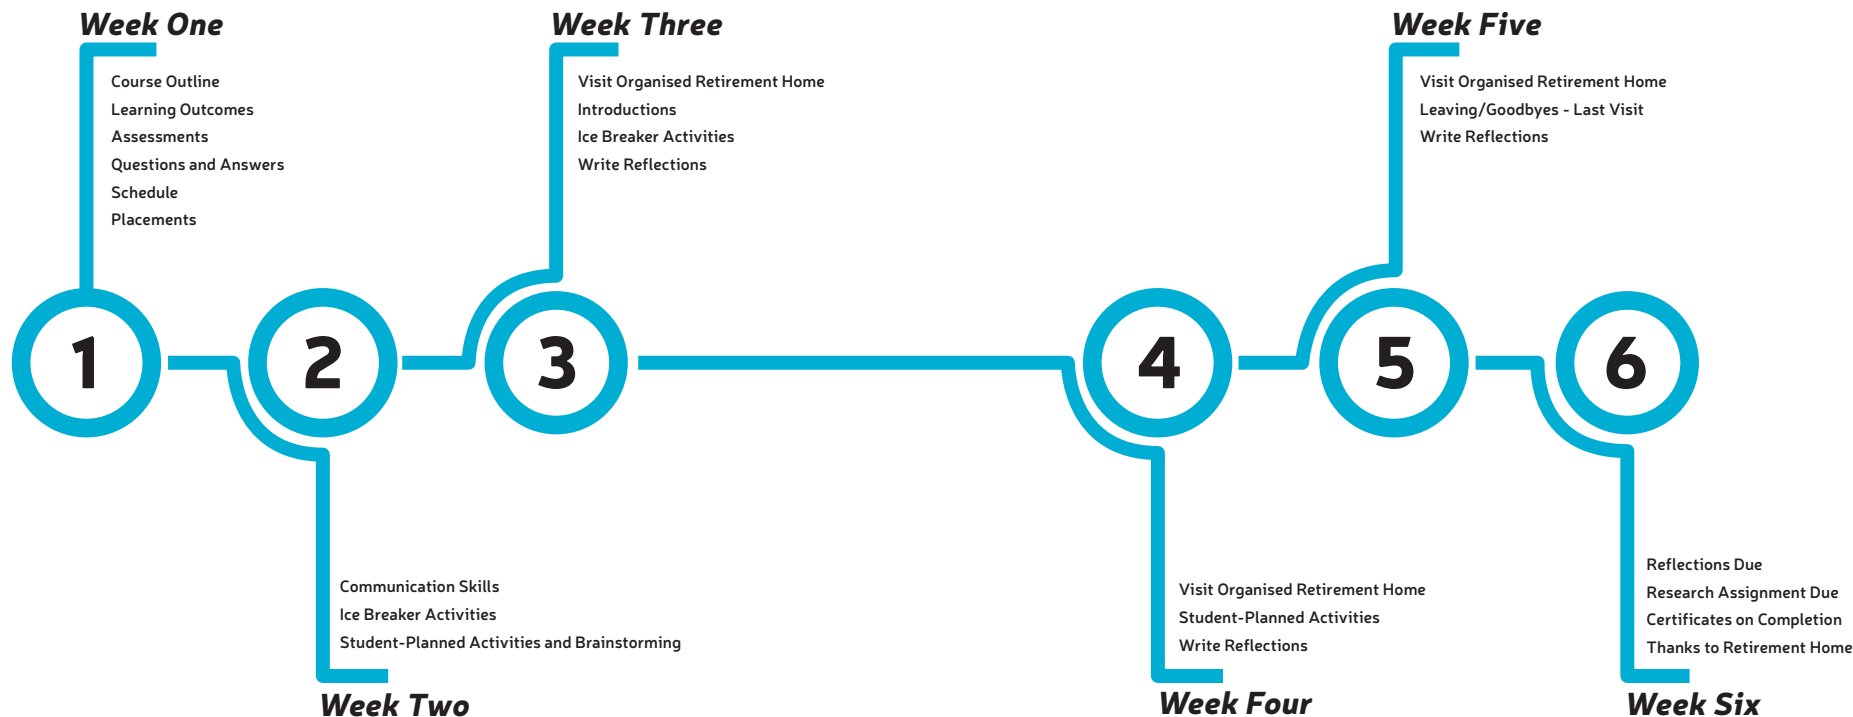 Week One
Course Outline
Learning Outcomes
Assessments
Questions and Answers
Schedule
Placements
Week Three
Visit Organised Retirement Home
Introductions
Ice Breaker Activities
Write Reflections
Week Five
Visit Organised Retirement Home
Leaving/Goodbyes - Last Visit
Write Reflections
1
2
3
4
5
6
Communication Skills
Ice Breaker Activities
Student-Planned Activities and Brainstorming
Week Two
Visit Organised Retirement Home
Student-Planned Activities
Write Reflections
Week Four
Reflections Due
Research Assignment Due
Certificates on Completion
Thanks to Retirement Home
Week Six